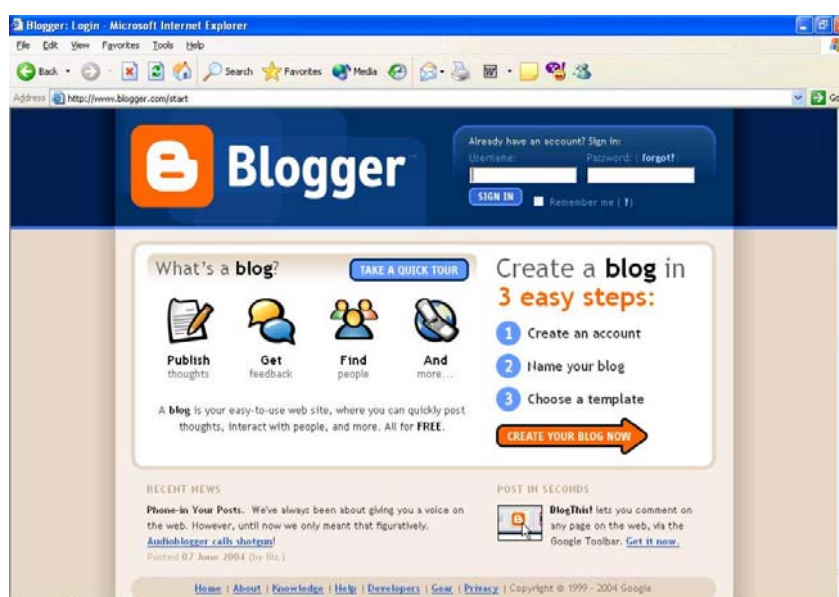 Blogger: Login - Microsoft Internet Explorer
File Edit View Favorites Tools Help
Back Search Favorites Media
Address http://www.blogger.com/start Go
Blogger™
Already have an account? Sign in:
Username: Password: ( forgot? )
SIGN IN Remember me ( ? )
What's a blog?
TAKE A QUICK TOUR
Publish thoughts
Get feedback
Find people
And more...
A blog is your easy-to-use web site, where you can quickly post
thoughts, interact with people, and more. All for FREE.
Create a blog in
3 easy steps:
1 Create an account
2 Name your blog
3 Choose a template
CREATE YOUR BLOG NOW
RECENT NEWS
Phone-in Your Posts. We've always been about giving you a voice on
the web. However, until now we only meant that figuratively.
Audioblogger calls shotgun!
Posted 07 June 2004 (by Biz.)
POST IN SECONDS
BlogThis! lets you comment on
any page on the web, via the
Google Toolbar. Get it now.
Home | About | Knowledge | Help | Developers | Gear | Privacy | Copyright © 1999 - 2004 Google